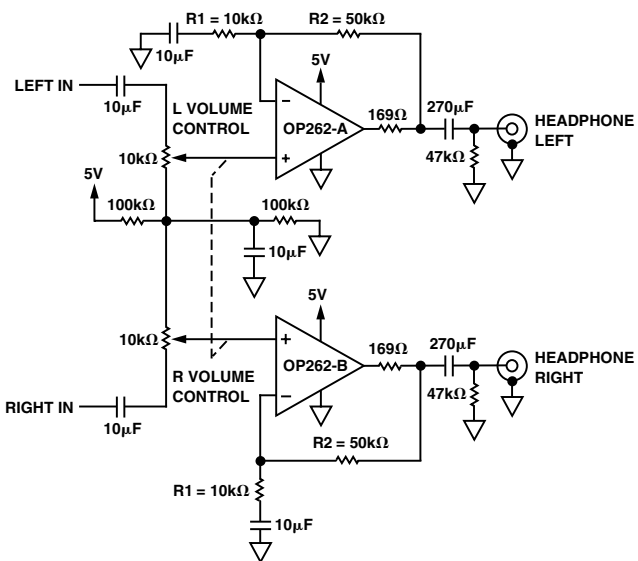 R1 = 10kΩ
R2 = 50kΩ
10µF
5V
LEFT IN
10µF
L VOLUME
CONTROL
−
OP262-A
+
169Ω
270µF
HEADPHONE
LEFT
47kΩ
10kΩ
5V
100kΩ
100kΩ
10µF
5V
10kΩ
+
OP262-B
−
169Ω
270µF
HEADPHONE
RIGHT
47kΩ
R VOLUME
CONTROL
RIGHT IN
10µF
R2 = 50kΩ
R1 = 10kΩ
10µF